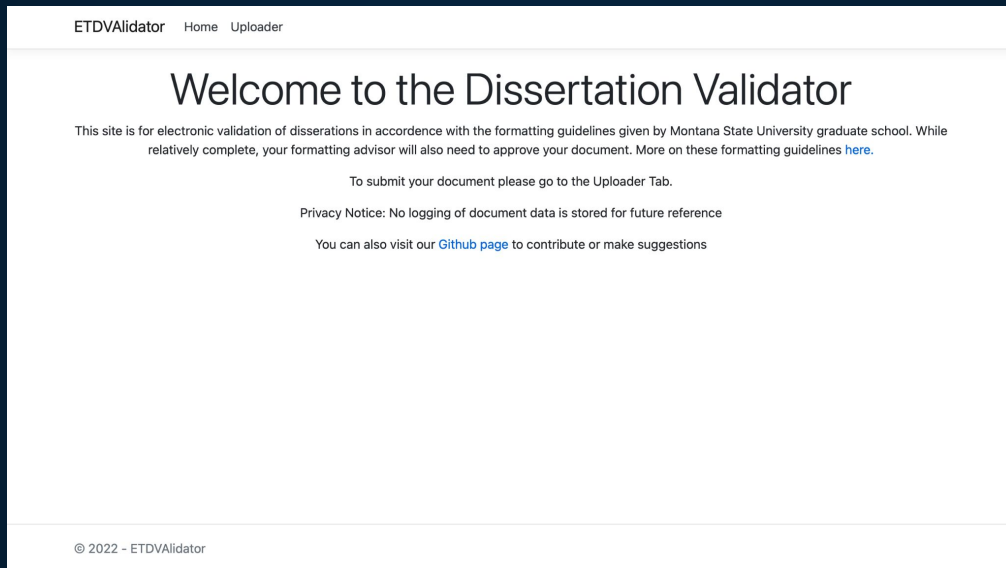 ETDVAlidator Home Uploader
Welcome to the Dissertation Validator
This site is for electronic validation of disserations in accordance with the formatting guidelines given by Montana State University graduate school. While
relatively complete, your formatting advisor will also need to approve your document. More on these formatting guidelines here.
To submit your document please go to the Uploader Tab.
Privacy Notice: No logging of document data is stored for future reference
You can also visit our Github page to contribute or make suggestions
© 2022 - ETDVAlidator